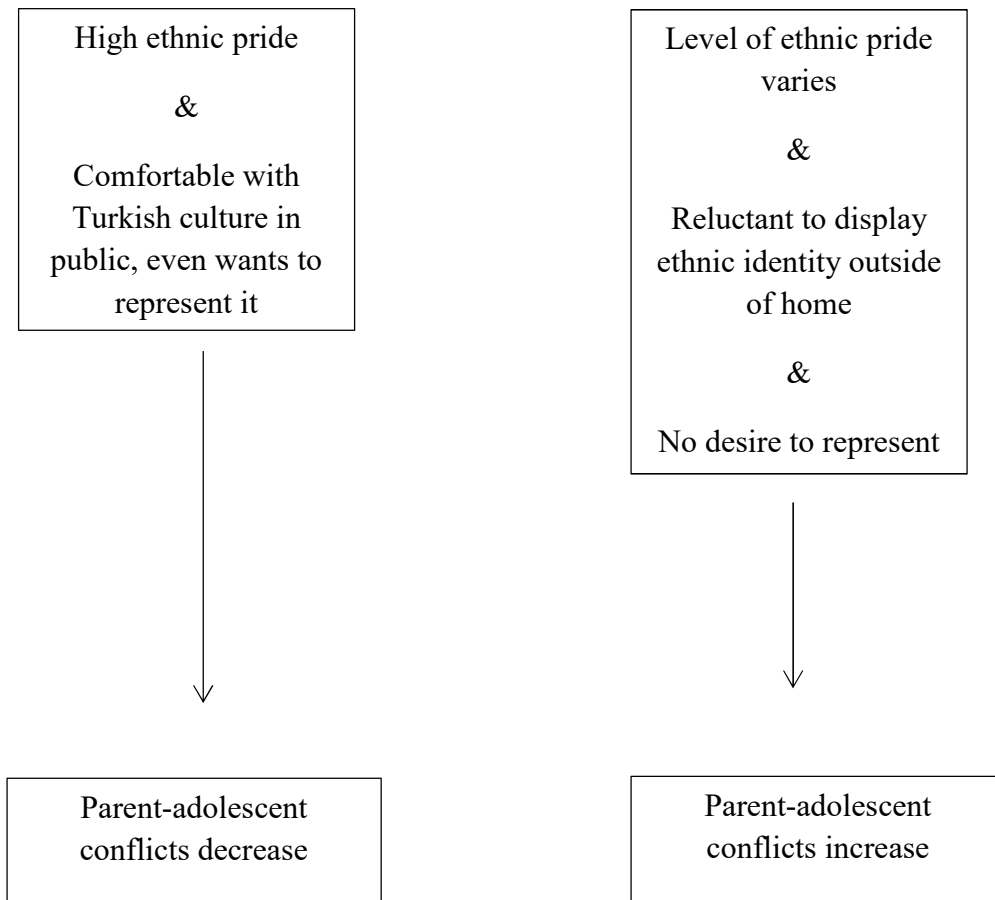 High ethnic pride
&
Comfortable with
Turkish culture in
public, even wants to
represent it
Level of ethnic pride
varies
&
Reluctant to display
ethnic identity outside
of home
&
No desire to represent
Parent-adolescent
conflicts decrease
Parent-adolescent
conflicts increase